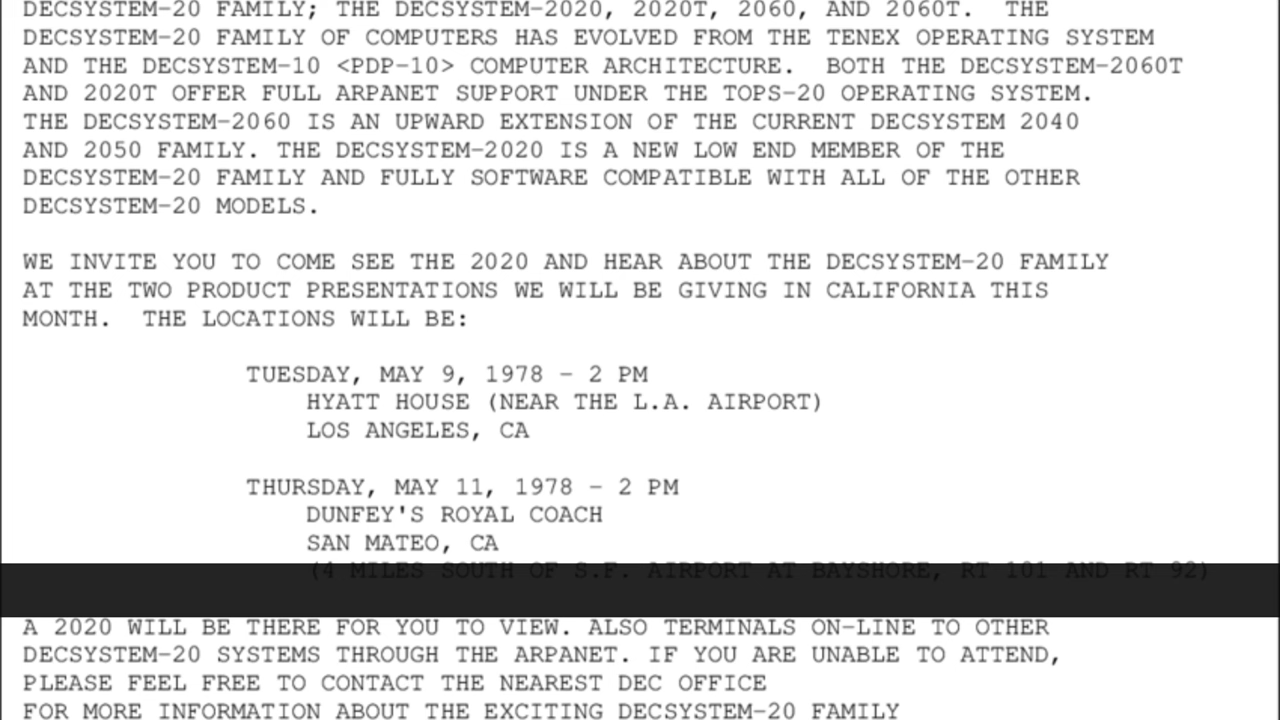 DECSYSTEM-20 FAMILY; THE DECSYSTEM-2020, 2020T, 2060, AND 2060T.  THE
DECSYSTEM-20 FAMILY OF COMPUTERS HAS EVOLVED FROM THE TENEX OPERATING SYSTEM
AND THE DECSYSTEM-10 <PDP-10> COMPUTER ARCHITECTURE.  BOTH THE DECSYSTEM-2060T
AND 2020T OFFER FULL ARPANET SUPPORT UNDER THE TOPS-20 OPERATING SYSTEM.
THE DECSYSTEM-2060 IS AN UPWARD EXTENSION OF THE CURRENT DECSYSTEM 2040
AND 2050 FAMILY. THE DECSYSTEM-2020 IS A NEW LOW END MEMBER OF THE
DECSYSTEM-20 FAMILY AND FULLY SOFTWARE COMPATIBLE WITH ALL OF THE OTHER
DECSYSTEM-20 MODELS.
WE INVITE YOU TO COME SEE THE 2020 AND HEAR ABOUT THE DECSYSTEM-20 FAMILY
AT THE TWO PRODUCT PRESENTATIONS WE WILL BE GIVING IN CALIFORNIA THIS
MONTH.  THE LOCATIONS WILL BE:
TUESDAY, MAY 9, 1978 - 2 PM
HYATT HOUSE (NEAR THE L.A. AIRPORT)
LOS ANGELES, CA
THURSDAY, MAY 11, 1978 - 2 PM
DUNFEY'S ROYAL COACH
SAN MATEO, CA
(4 MILES SOUTH OF S.F. AIRPORT AT BAYSHORE, RT 101 AND RT 92)
A 2020 WILL BE THERE FOR YOU TO VIEW. ALSO TERMINALS ON-LINE TO OTHER
DECSYSTEM-20 SYSTEMS THROUGH THE ARPANET. IF YOU ARE UNABLE TO ATTEND,
PLEASE FEEL FREE TO CONTACT THE NEAREST DEC OFFICE
FOR MORE INFORMATION ABOUT THE EXCITING DECSYSTEM-20 FAMILY